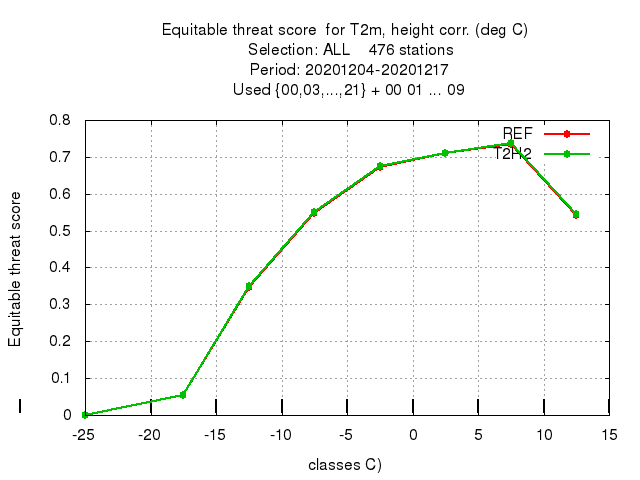 Equitable threat score  for T2m, height corr. (deg C)
Selection: ALL    476 stations
Period: 20201204-20201217
Used {00,03,...,21} + 00 01 ... 09
REF
T2H2
0.8
0.7
0.6
0.5
0.4
0.3
0.2
0.1
0
Equitable threat score
-25 -20 -15 -10 -5 0 5 10 15
classes C)